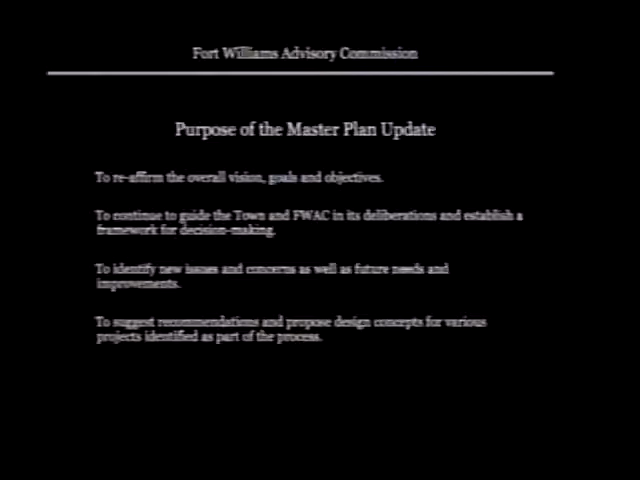 Fort Williams Advisory Commission
Purpose of the Master Plan Update
To re-affirm the overall vision, goals and objectives.
To continue to guide the Town and FWAC in its deliberations and establish a
framework for decision-making.
To identify new issues and concerns as well as future needs and
improvements.
To suggest recommendations and propose design concepts for various
projects identified as part of the process.